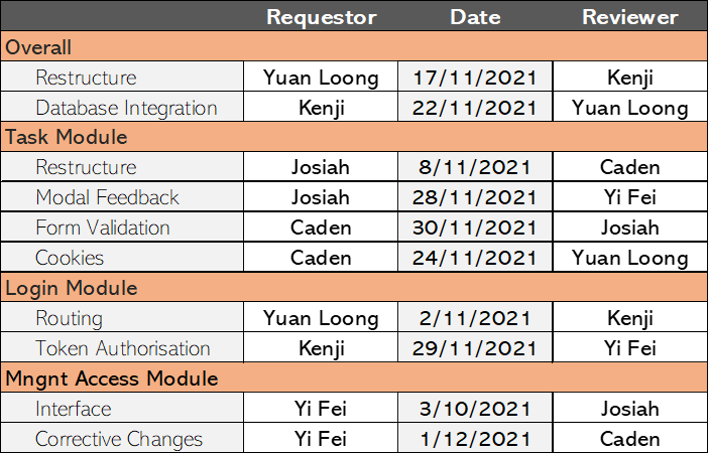 Requestor Date Reviewer
Overall
Restructure Yuan Loong 17/11/2021 Kenji
Database Integration Kenji 22/11/2021 Yuan Loong
Task Module
Restructure Josiah 8/11/2021 Caden
Modal Feedback Josiah 28/11/2021 Yi Fei
Form Validation Caden 30/11/2021 Josiah
Cookies Caden 24/11/2021 Yuan Loong
Login Module
Routing Yuan Loong 2/11/2021 Kenji
Token Authorisation Kenji 29/11/2021 Yi Fei
Mngnt Access Module
Interface Yi Fei 3/10/2021 Josiah
Corrective Changes Yi Fei 1/12/2021 Caden